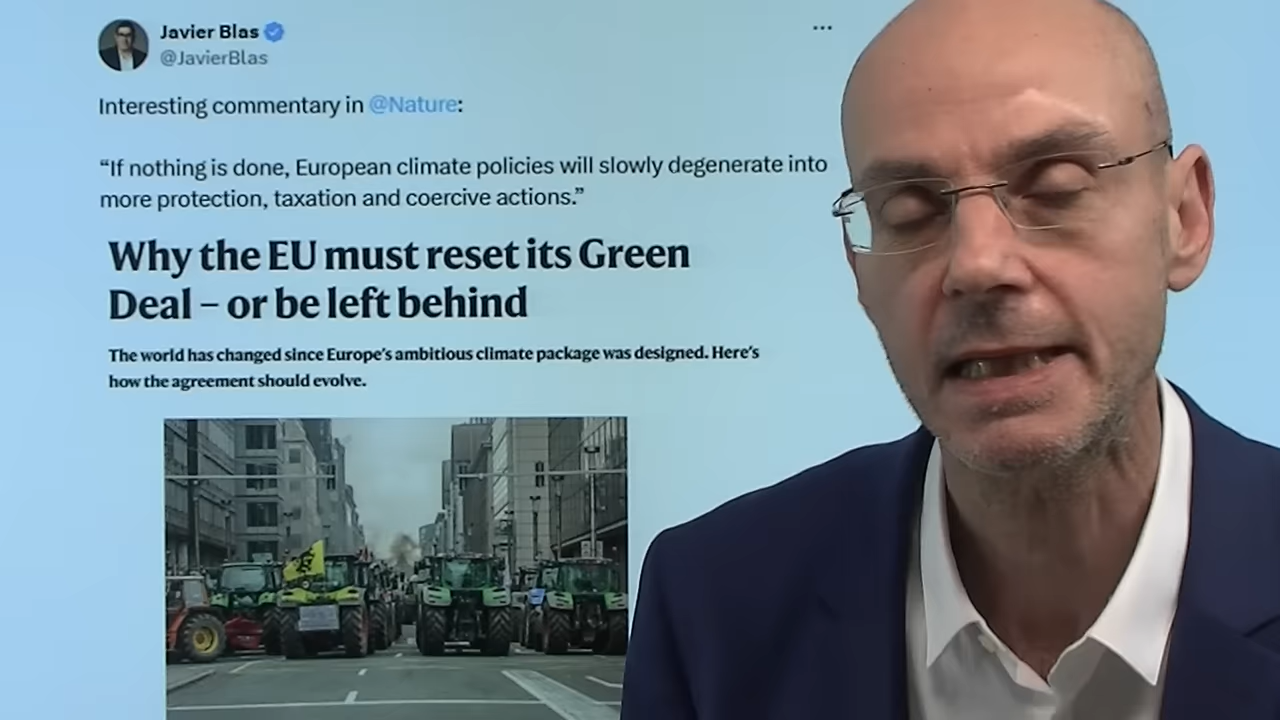 Javier Blas
@JavierBlas
Interesting commentary in @Nature:
“If nothing is done, European climate policies will slowly degenerate into
more protection, taxation and coercive actions.”
Why the EU must reset its Green
Deal – or be left behind
The world has changed since Europe’s ambitious climate package was designed. Here’s
how the agreement should evolve.